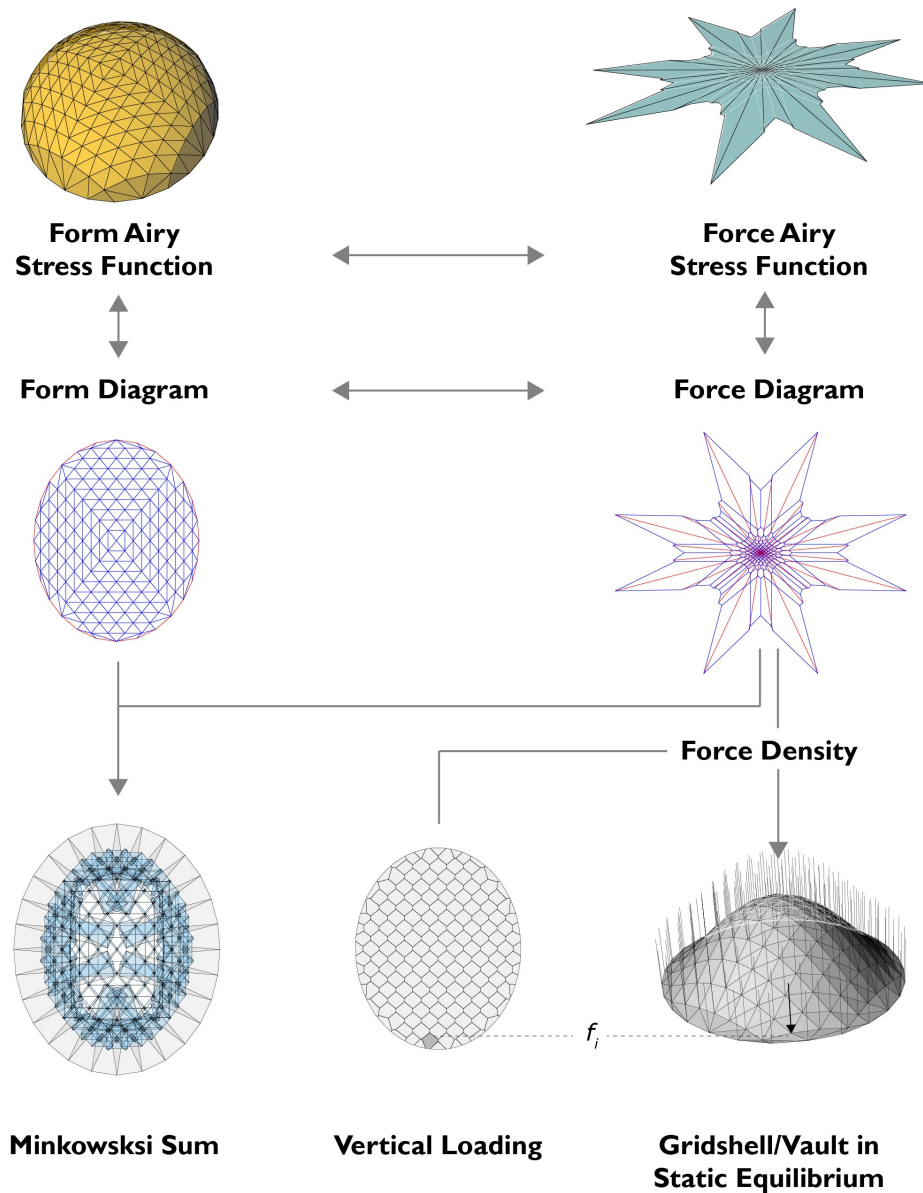 Form Airy
Stress Function
Force Airy
Stress Function
Form Diagram
Force Diagram
Force Density
f_i
Minkowsksi Sum
Vertical Loading
Gridshell/Vault in
Static Equilibrium